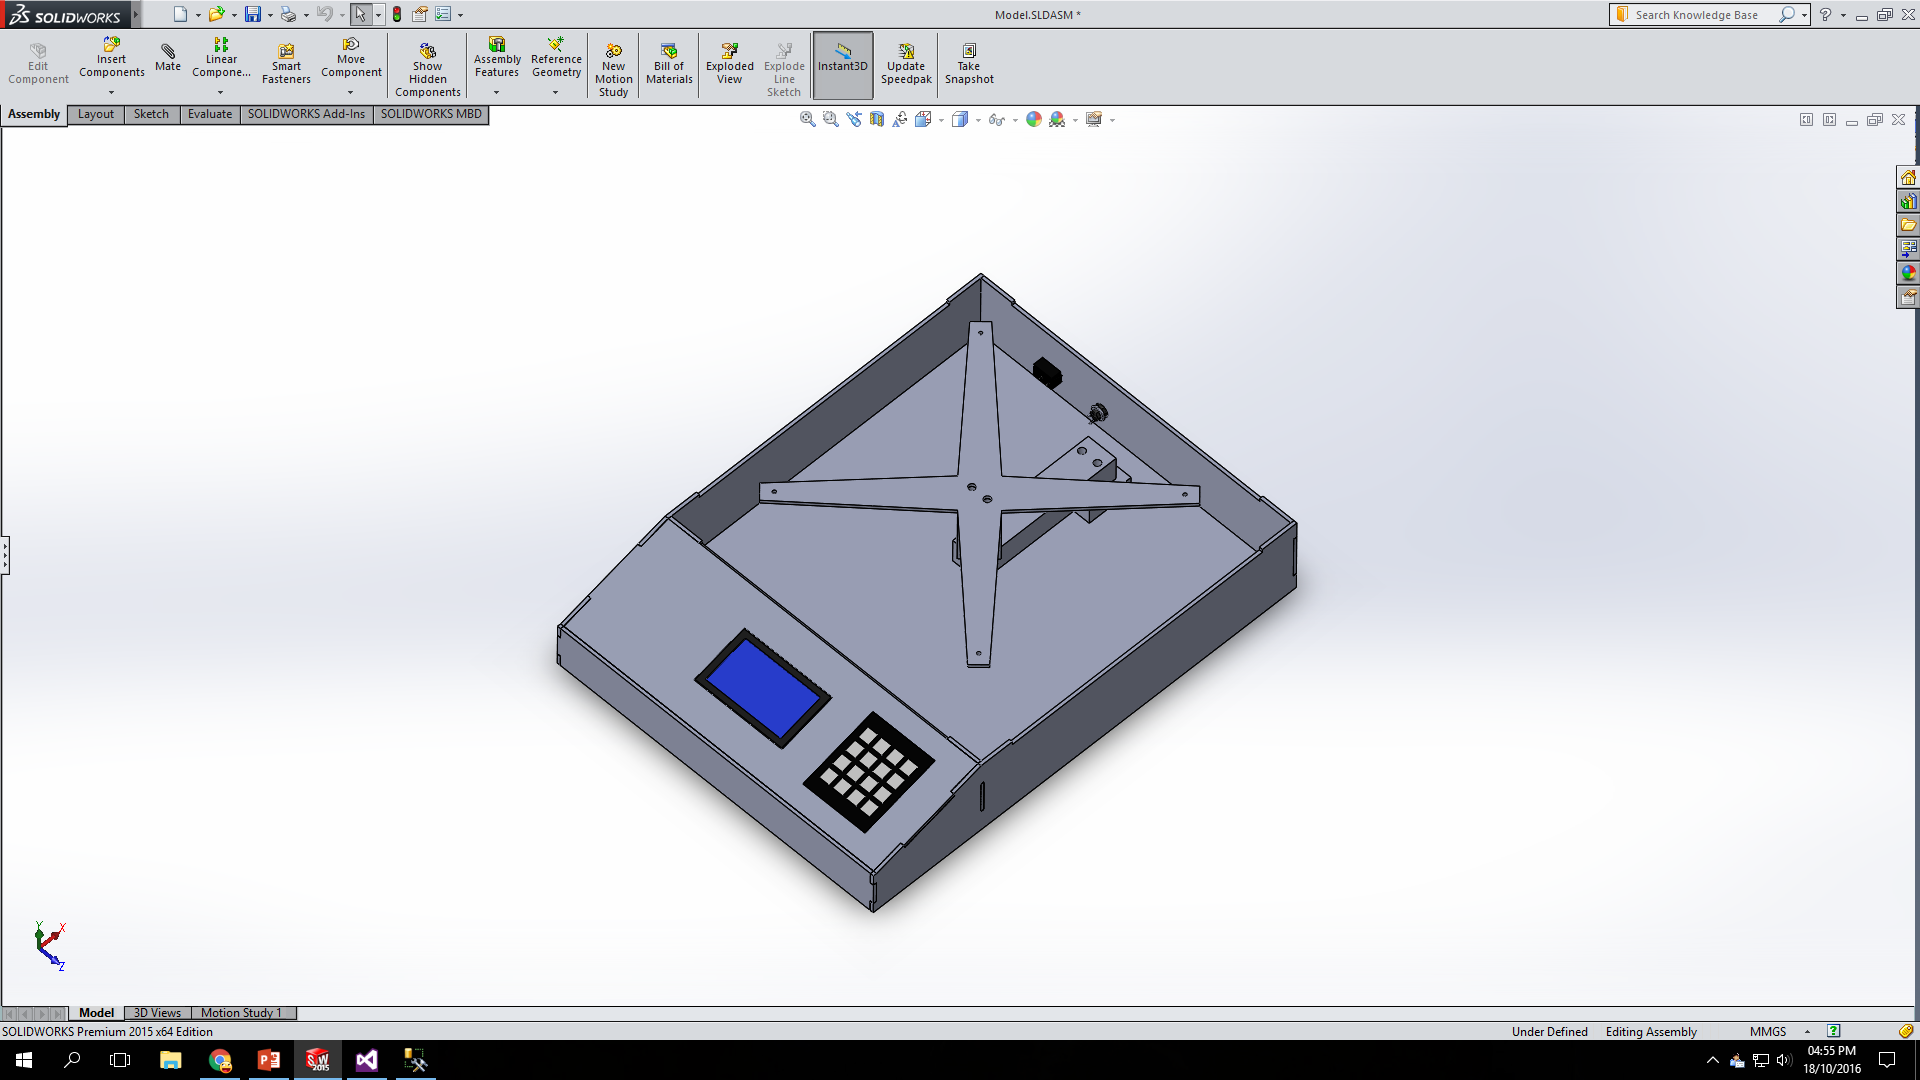 SOLIDWORKS
Model.SLDASM *
Search Knowledge Base
Edit
Component
Insert
Components
Mate
Linear
Compone...
Smart
Fasteners
Move
Component
Show
Hidden
Components
Assembly
Features
Reference
Geometry
New
Motion
Study
Bill of
Materials
Exploded
View
Explode
Line
Sketch
Instant3D
Update
Speedpak
Take
Snapshot
Assembly
Layout
Sketch
Evaluate
SOLIDWORKS Add-Ins
SOLIDWORKS MBD
Y
X
Z
Model
3D Views
Motion Study 1
SOLIDWORKS Premium 2015 x64 Edition
Under Defined
Editing Assembly
MMGS
04:55 PM
18/10/2016